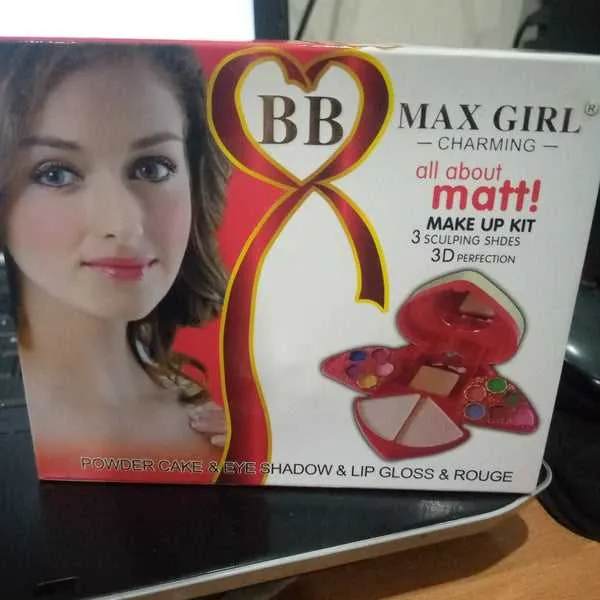 BB
MAX GIRL ®
— CHARMING —
all about
matt!
MAKE UP KIT
3 SCULPING SHDES
3D PERFECTION
POWDER CAKE & EYE SHADOW & LIP GLOSS & ROUGE